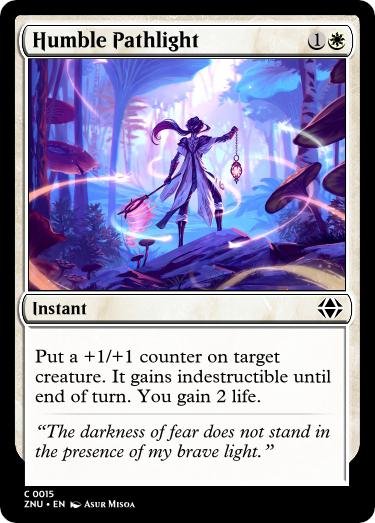 Humble Pathlight 1
Instant
Put a +1/+1 counter on target
creature. It gains indestructible until
end of turn. You gain 2 life.
“The darkness of fear does not stand in
the presence of my brave light.”
C 0015
ZNU • EN Asur Misoa